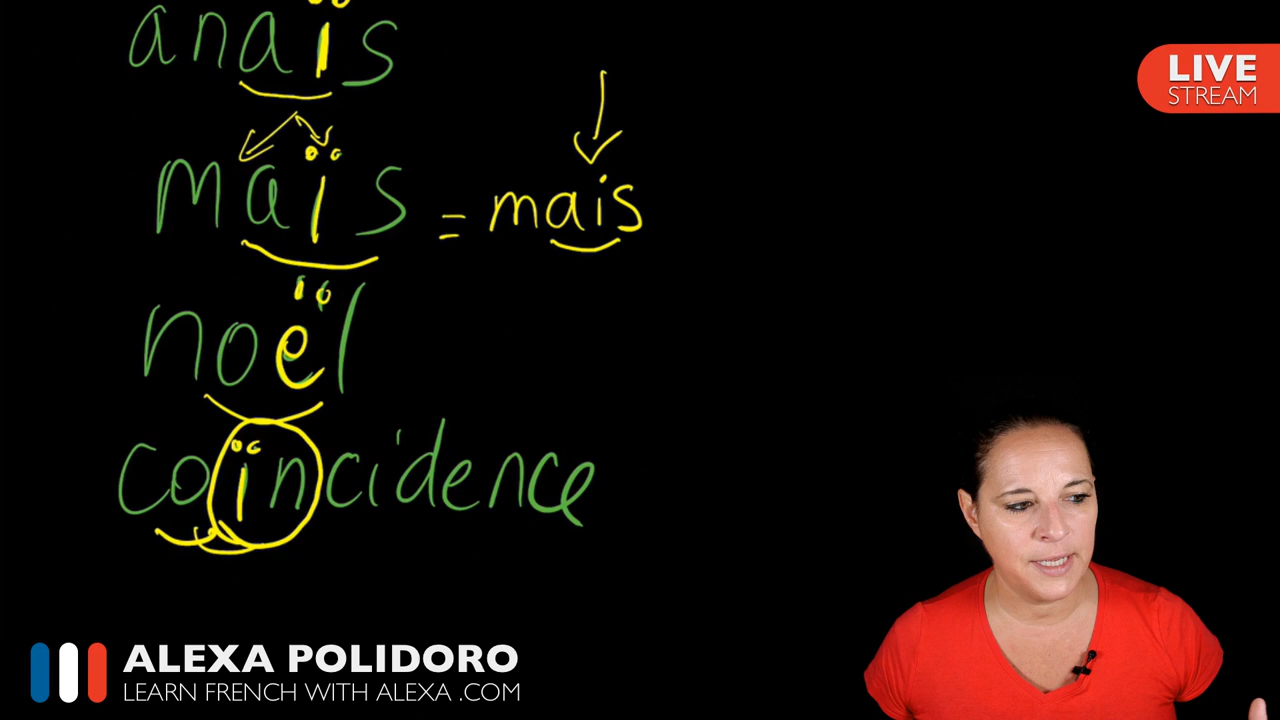 anaïs
maïs = mais
noël
coïncidence
LIVE
STREAM
ALEXA POLIDORO
LEARN FRENCH WITH ALEXA .COM